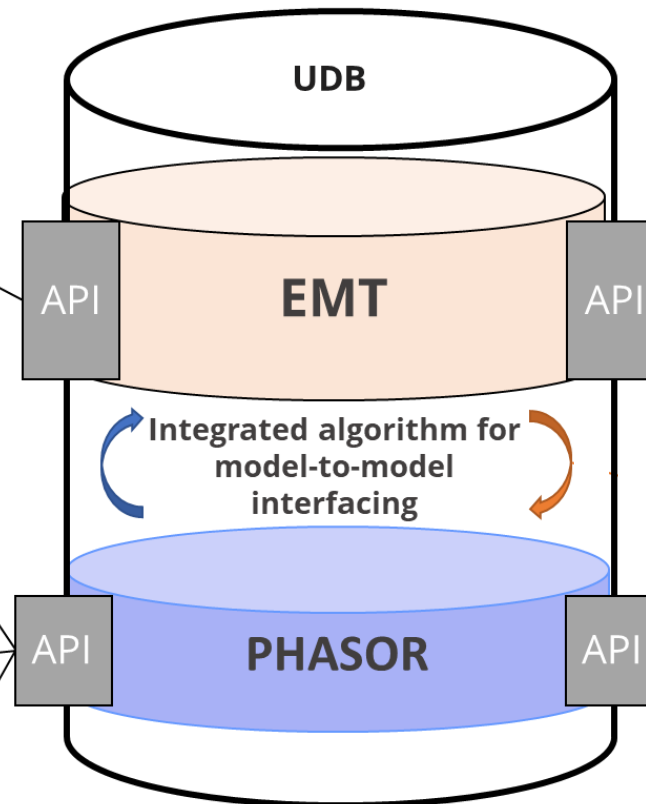 UDB
API
EMT
API
Integrated algorithm for
model-to-model
interfacing
API
PHASOR
API